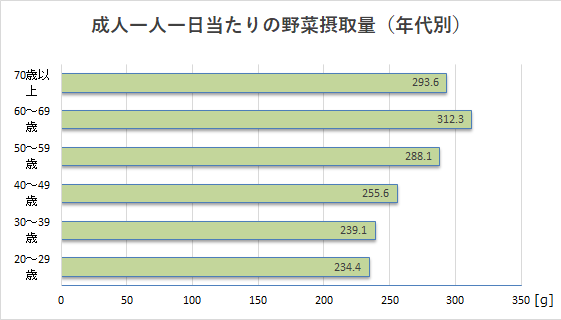 成人一人一日当たりの野菜摂取量（年代別）
70歳以
上
293.6
60～69
歳
312.3
50～59
歳
288.1
40～49
歳
255.6
30～39
歳
239.1
20～29
歳
234.4
0 50 100 150 200 250 300 350 [g]